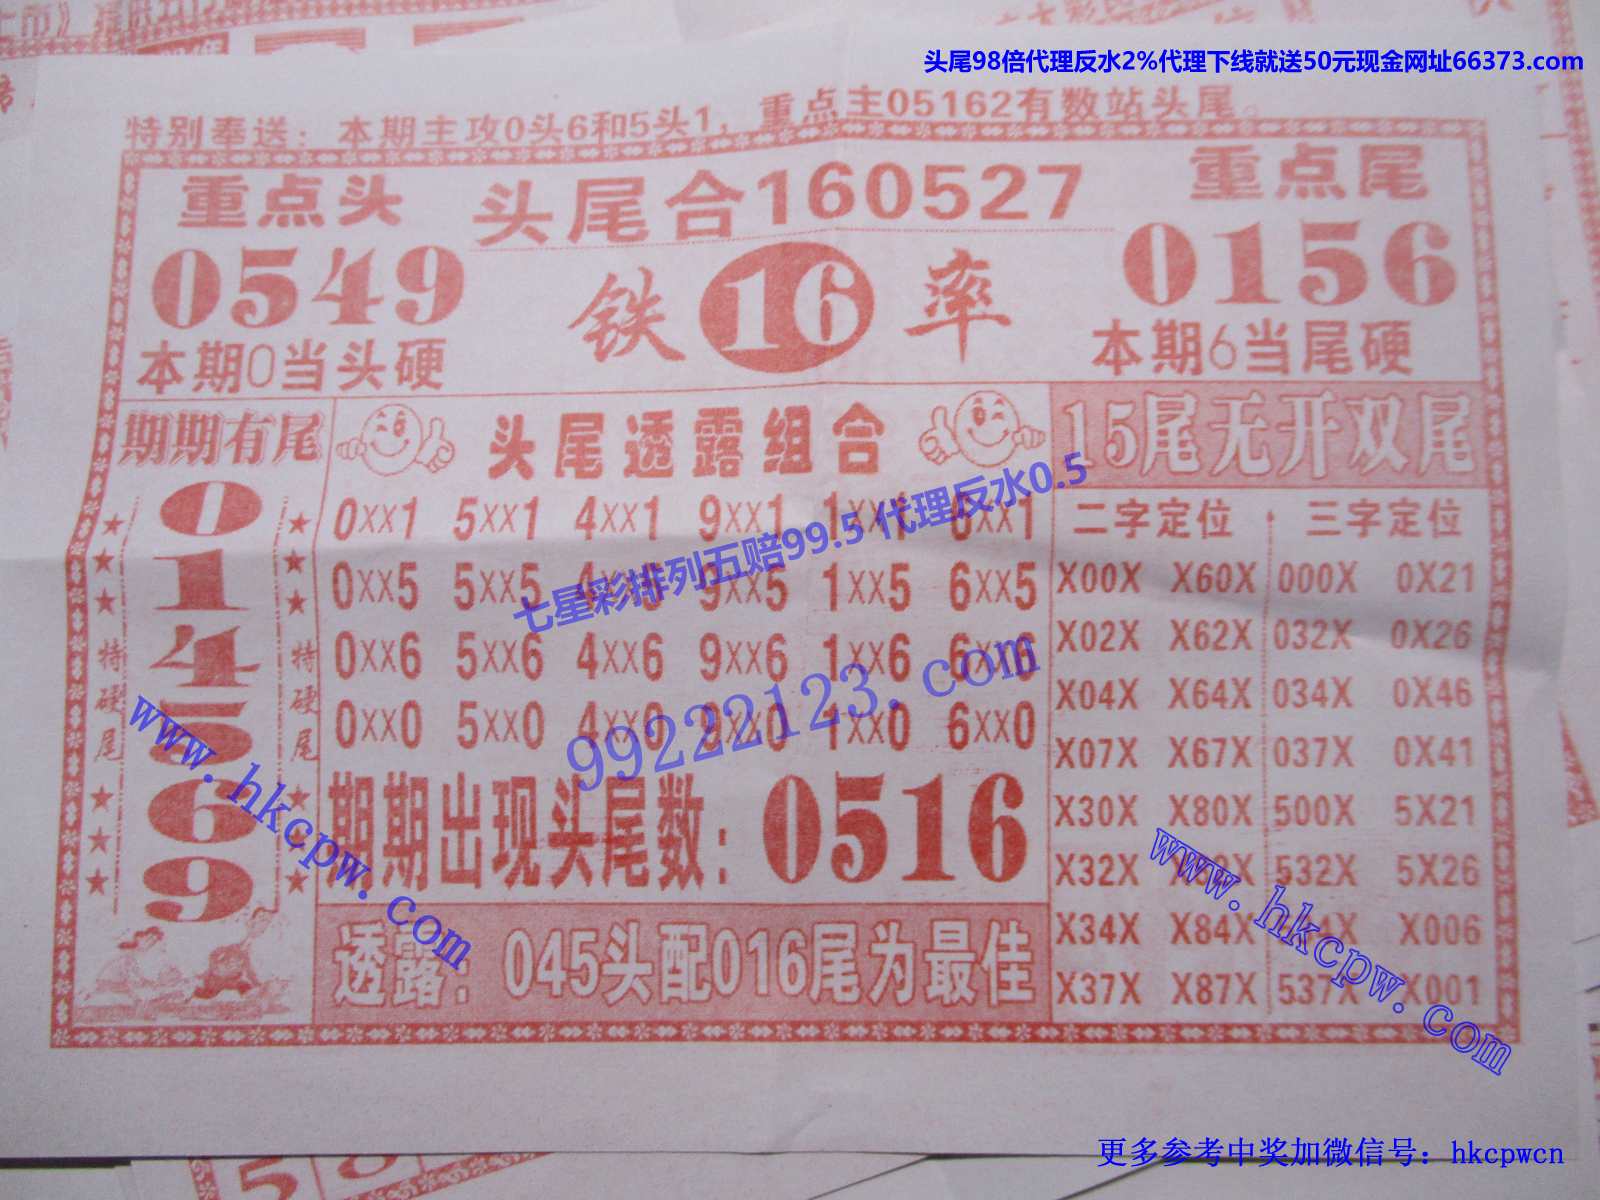 头尾98倍代理反水2%代理下线就送50元现金网址66373.com
特别奉送：本期主攻0头6和5头1，重点主05162有数站头尾。
重点头
头尾合160527
重点尾
0549
铁16率
0156
本期0当头硬
本期6当尾硬
期期有尾
头尾透露组合
15尾无开双尾
0
1
4
5
6
9
特硬尾
特硬尾
0XX1 5XX1 4XX1 9XX1 1XX1 6XX1
0XX5 5XX5 4XX5 9XX5 1XX5 6XX5
0XX6 5XX6 4XX6 9XX6 1XX6 6XX6
0XX0 5XX0 4XX0 9XX0 1XX0 6XX0
期期出现头尾数：0516
透露：045头配016尾为最佳
二字定位 三字定位
X00X X60X 000X 0X21
X02X X62X 032X 0X26
X04X X64X 034X 0X46
X07X X67X 037X 0X41
X30X X80X 500X 5X21
X32X X82X 532X 5X26
X34X X84X 534X X006
X37X X87X 537X X001
七星彩排列五赔99.5 代理反水0.5
99222123.com
www.hkcpw.com
www.hkcpw.com
更多参考中奖加微信号：hkcpwcn